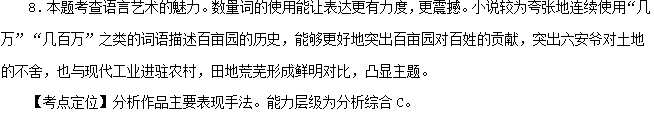 8．本题考查语言艺术的魅力。数量词的使用能让表达更有力度，更震撼。小说较为夸张地连续使用“几
万”“几百万”之类的词语描述百亩园的历史，能够更好地突出百亩园对百姓的贡献，突出六安爷对土地
的不舍，也与现代工业进驻农村，田地荒芜形成鲜明对比，凸显主题。
【考点定位】分析作品主要表现手法。能力层级为分析综合 C。